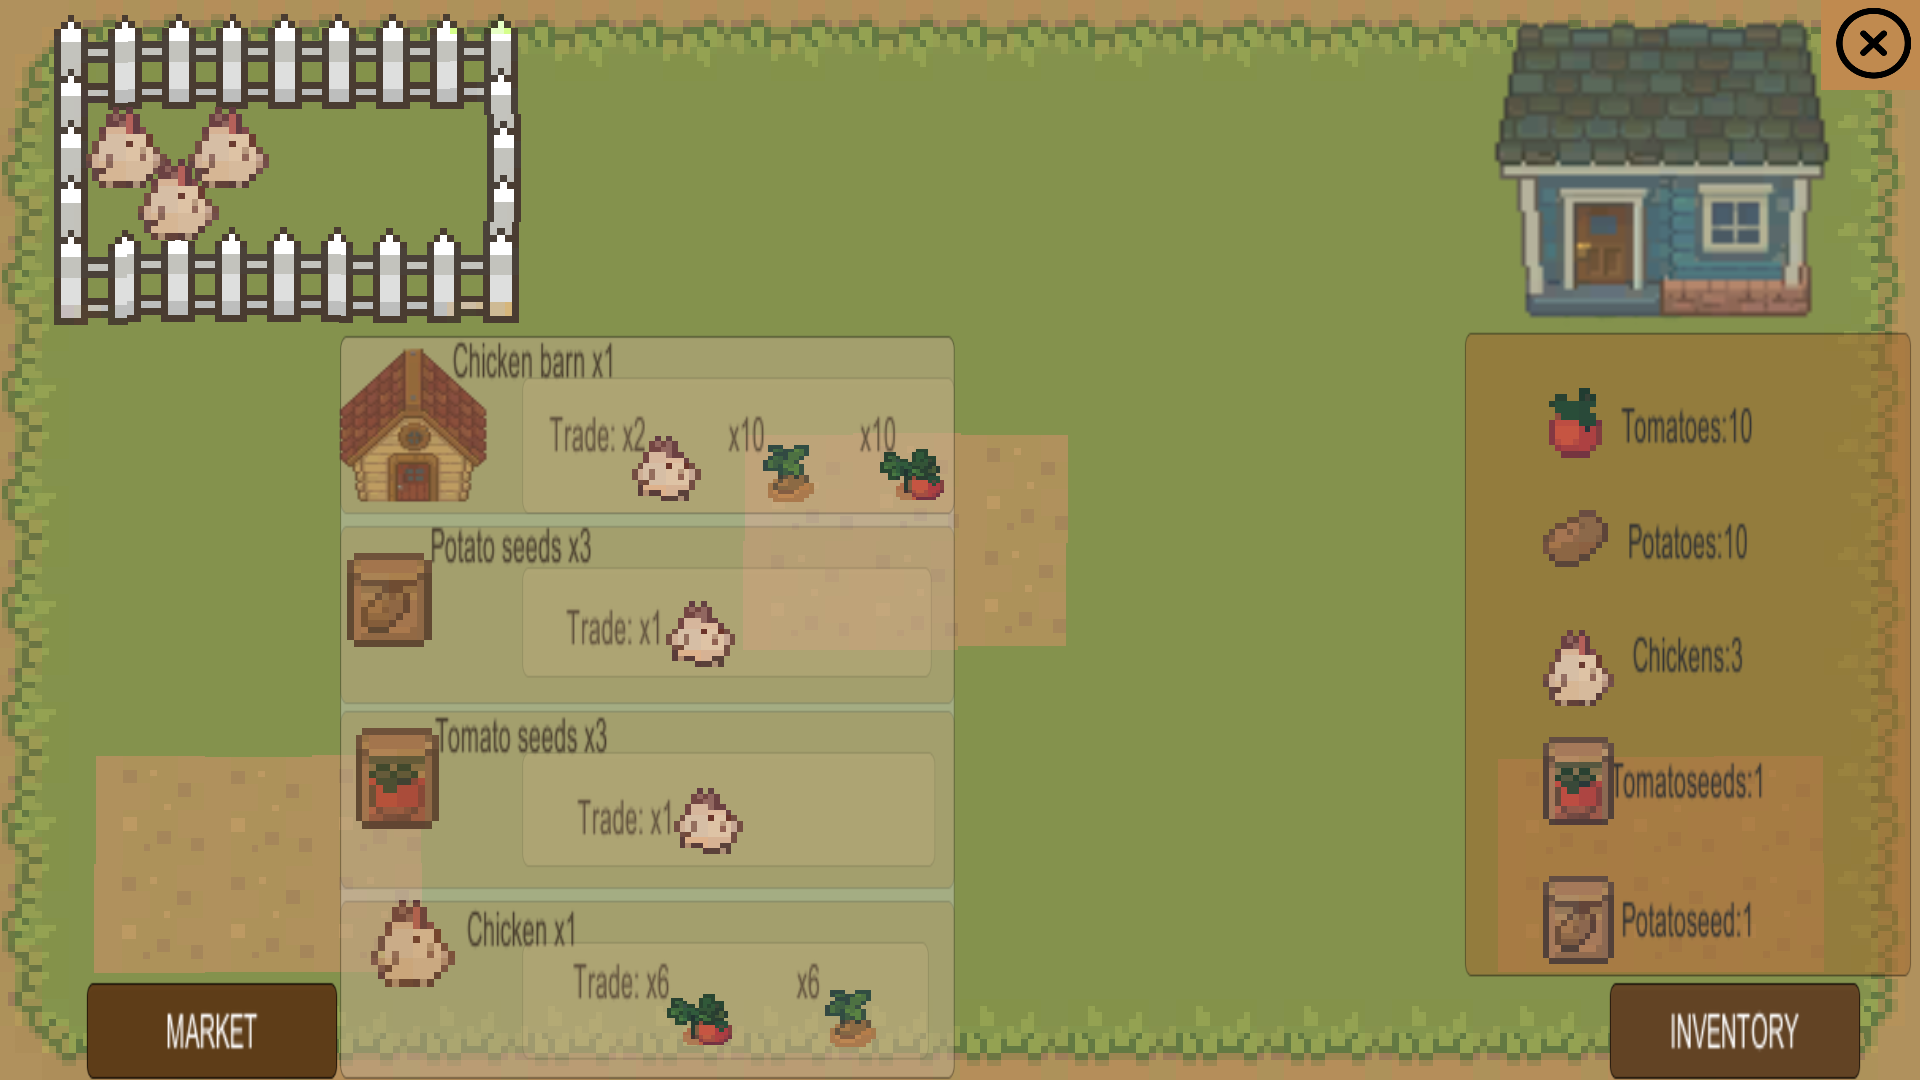 Chicken barn x1
Trade: x2 x10 x10
Potato seeds x3
Trade: x1
Tomato seeds x3
Trade: x1
Chicken x1
Trade: x6 x6
MARKET
Tomatoes:10
Potatoes:10
Chickens:3
Tomatoseeds:1
Potatoseed:1
INVENTORY